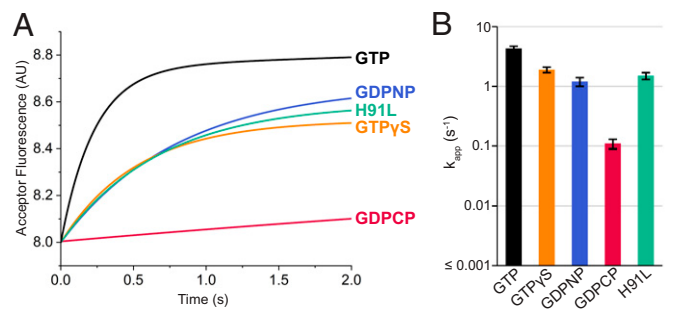 A
Acceptor Fluorescence (AU)
8.8
8.6
8.4
8.2
8.0
0.0
0.5
1.0
1.5
2.0
Time (s)
GTP
GDPNP
H91L
GTPγS
GDPCP
B
k_app (s⁻¹)
10
1
0.1
0.01
≤ 0.001
GTP
GTPγS
GDPNP
GDPCP
H91L